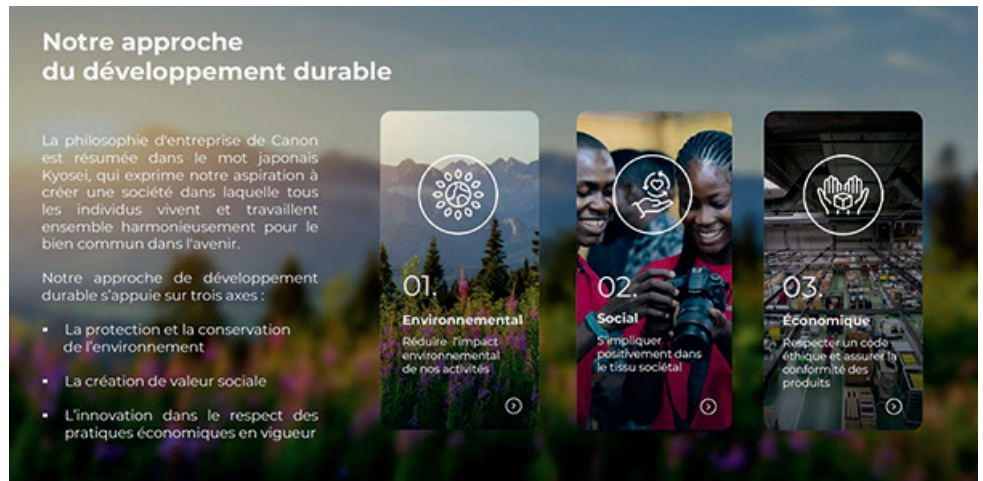 Notre approche
du développement durable
La philosophie d'entreprise de Canon
est résumée dans le mot japonais
Kyosei, qui exprime notre aspiration à
créer une société dans laquelle tous
les individus vivent et travaillent
ensemble harmonieusement pour le
bien commun dans l'avenir.
Notre approche de développement
durable s'appuie sur trois axes :
▪ La protection et la conservation
de l'environnement
▪ La création de valeur sociale
▪ L'innovation dans le respect des
pratiques économiques en vigueur
01.
Environnemental
Réduire l'impact
environnemental
de nos activités
02.
Social
S'impliquer
positivement dans
le tissu sociétal
03
Économique
Respecter un code
éthique et assurer la
conformité des
produits